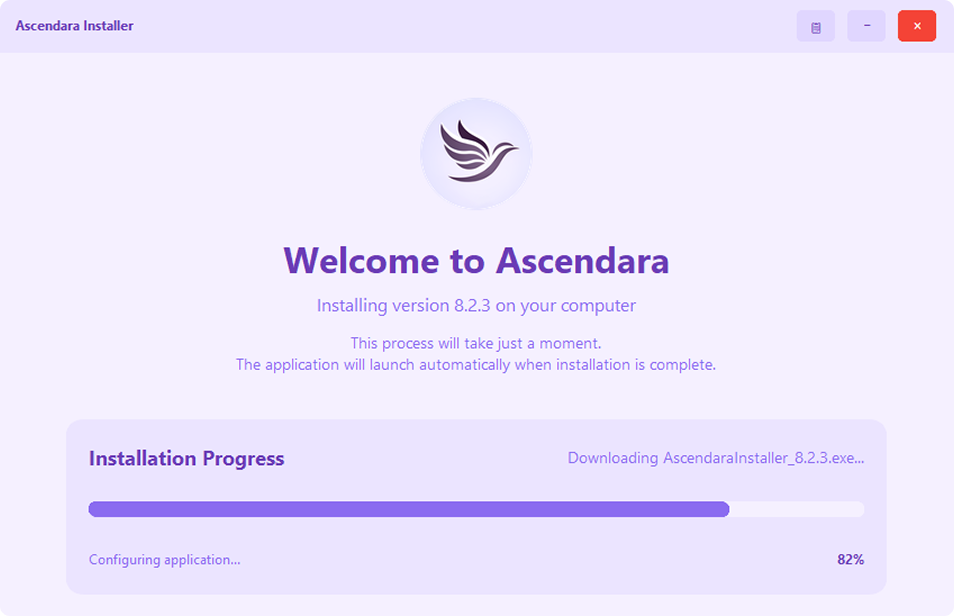 Ascendara Installer
Welcome to Ascendara
Installing version 8.2.3 on your computer
This process will take just a moment.
The application will launch automatically when installation is complete.
Installation Progress
Downloading AscendaraInstaller_8.2.3.exe...
Configuring application...
82%